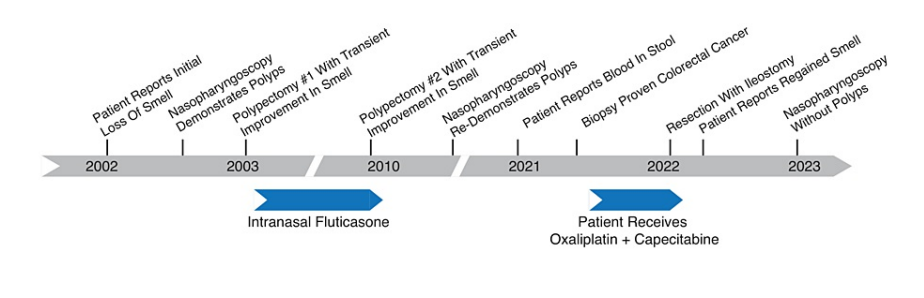 Patient Reports Initial
Loss Of Smell
Nasopharyngoscopy
Demonstrates Polyps
Polypectomy #1 With Transient
Improvement In Smell
Polypectomy #2 With Transient
Improvement In Smell
Nasopharyngoscopy
Re-Demonstrates Polyps
Patient Reports Blood In Stool
Biopsy Proven Colorectal Cancer
Resection With Ileostomy
Patient Reports Regained Smell
Nasopharyngoscopy
Without Polyps
2002
2003
2010
2021
2022
2023
Intranasal Fluticasone
Patient Receives
Oxaliplatin + Capecitabine